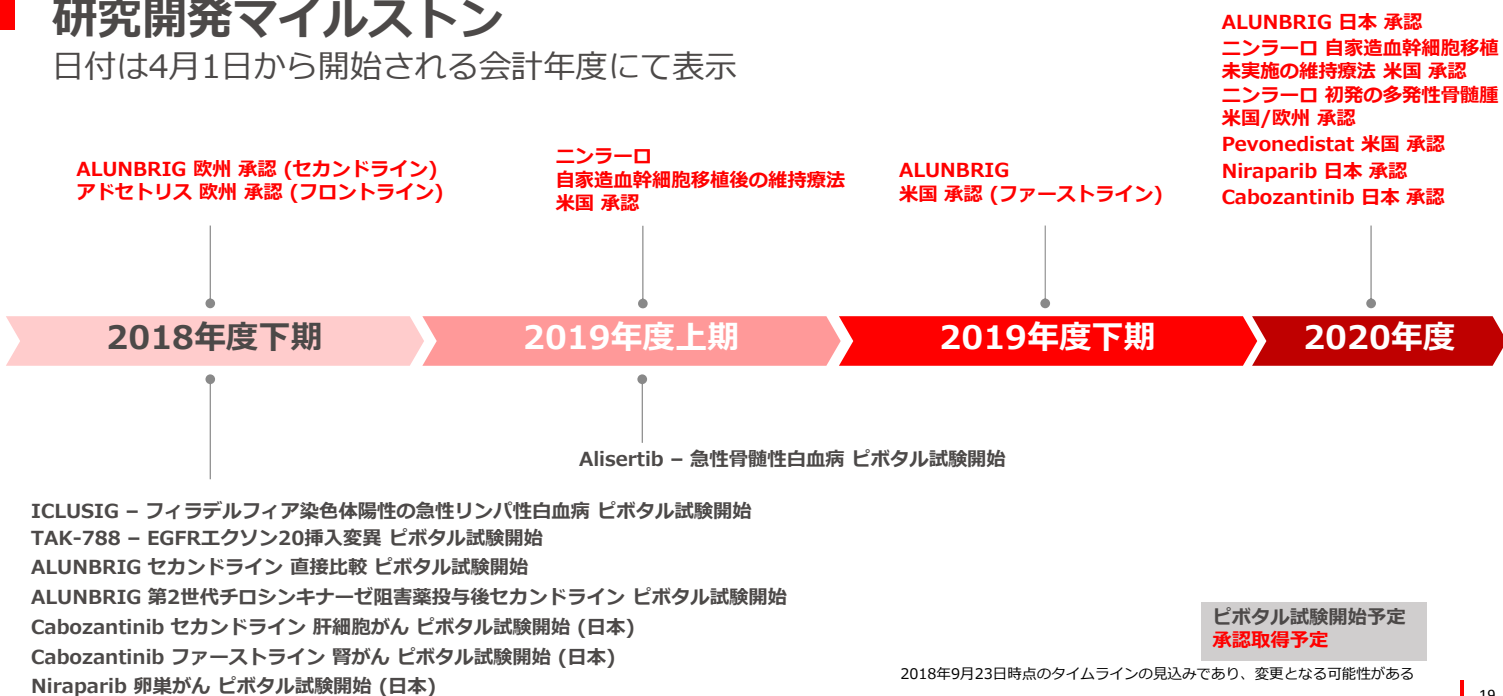 研究開発マイルストン
日付は4月1日から開始される会計年度にて表示
ALUNBRIG 欧州 承認 (セカンドライン)
アドセトリス 欧州 承認 (フロントライン)
ニンラーロ
自家造血幹細胞移植後の維持療法
米国 承認
ALUNBRIG
米国 承認 (ファーストライン)
ALUNBRIG 日本 承認
ニンラーロ 自家造血幹細胞移植
未実施の維持療法 米国 承認
ニンラーロ 初発の多発性骨髄腫
米国/欧州 承認
Pevonedistat 米国 承認
Niraparib 日本 承認
Cabozantinib 日本 承認
2018年度下期
2019年度上期
2019年度下期
2020年度
Alisertib – 急性骨髄性白血病 ピボタル試験開始
ICLUSIG – フィラデルフィア染色体陽性の急性リンパ性白血病 ピボタル試験開始
TAK-788 – EGFRエクソン20挿入変異 ピボタル試験開始
ALUNBRIG セカンドライン 直接比較 ピボタル試験開始
ALUNBRIG 第2世代チロシンキナーゼ阻害薬投与後セカンドライン ピボタル試験開始
Cabozantinib セカンドライン 肝細胞がん ピボタル試験開始 (日本)
Cabozantinib ファーストライン 腎がん ピボタル試験開始 (日本)
Niraparib 卵巣がん ピボタル試験開始 (日本)
ピボタル試験開始予定
承認取得予定
2018年9月23日時点のタイムラインの見込みであり、変更となる可能性がある
19